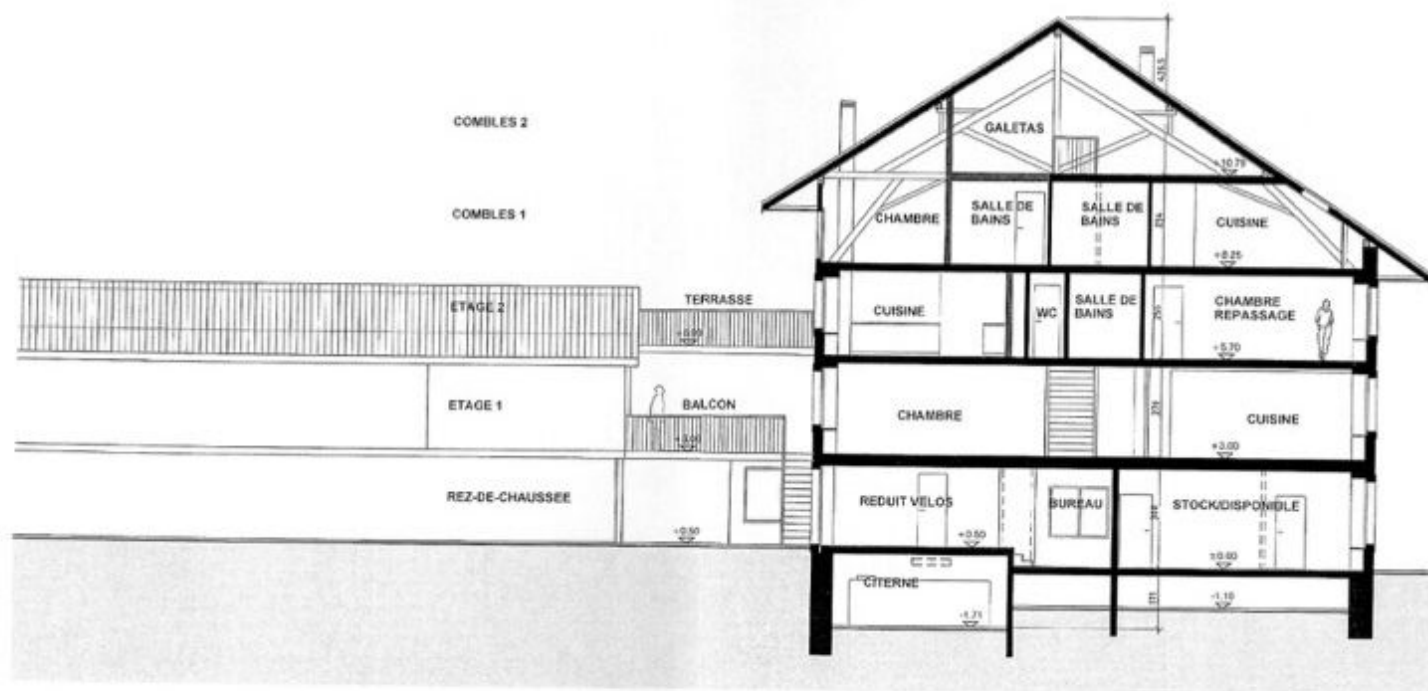 COMBLES 2
GALETAS
+10.75
COMBLES 1
CHAMBRE
SALLE DE
BAINS
SALLE DE
BAINS
CUISINE
+8.25
ETAGE 2
TERRASSE
CUISINE
WC
SALLE DE
BAINS
CHAMBRE
REPASSAGE
+5.70
ETAGE 1
BALCON
CHAMBRE
CUISINE
+3.00
+3.00
REZ-DE-CHAUSSEE
REDUIT VELOS
BUREAU
STOCK/DISPONIBLE
+0.50
+0.50
±0.00
CITERNE
-1.10
-1.71